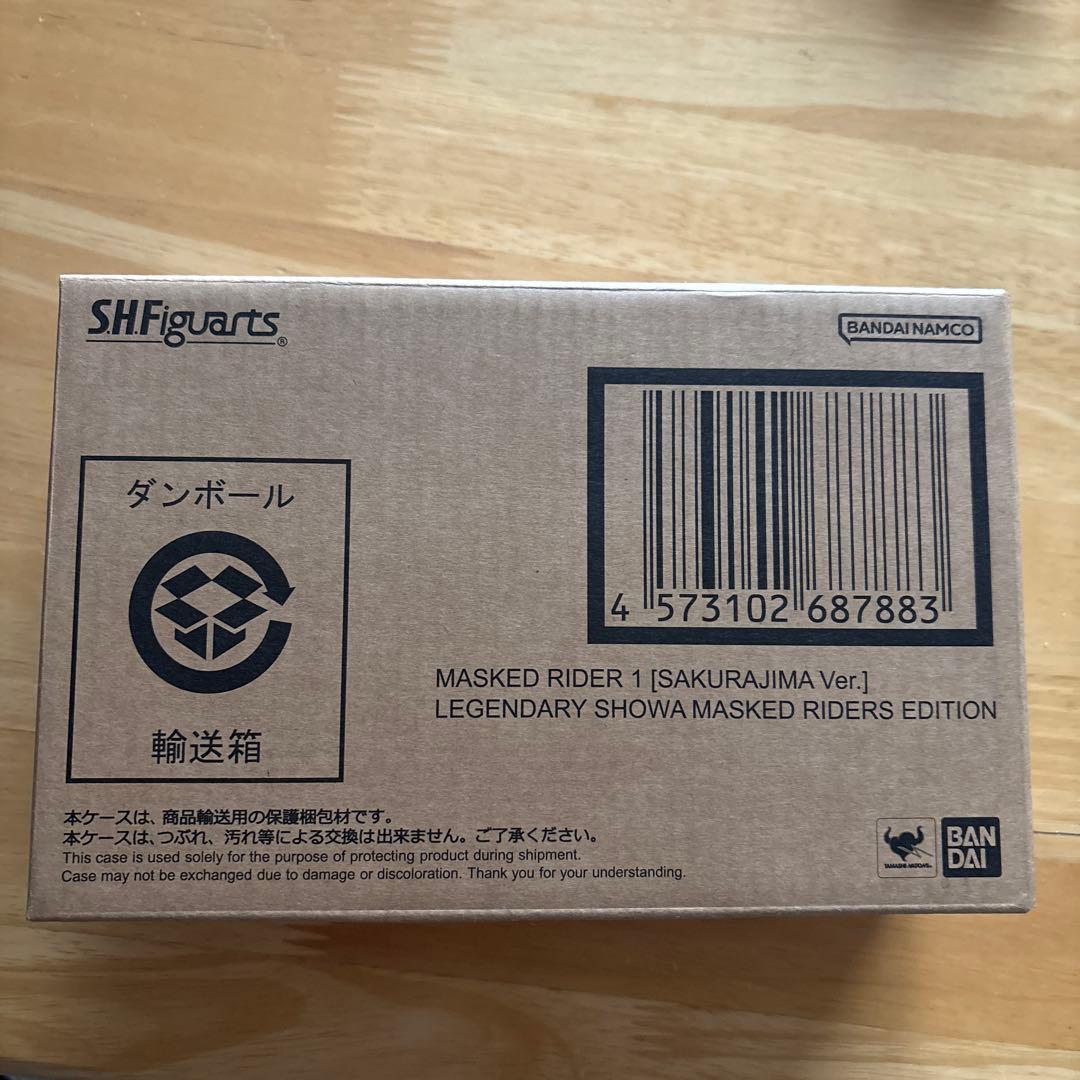 S.H.Figuarts®
BANDAI NAMCO
4 573102 687883
MASKED RIDER 1 [SAKURAJIMA Ver.]
LEGENDARY SHOWA MASKED RIDERS EDITION
ダンボール
輸送箱
本ケースは、商品輸送用の保護梱包材です。
本ケースは、つぶれ、汚れ等による交換は出来ません。ご了承ください。
This case is used solely for the purpose of protecting product during shipment.
Case may not be exchanged due to damage or discoloration. Thank you for your understanding.
TAMASHII NATIONS
BAN
DAI